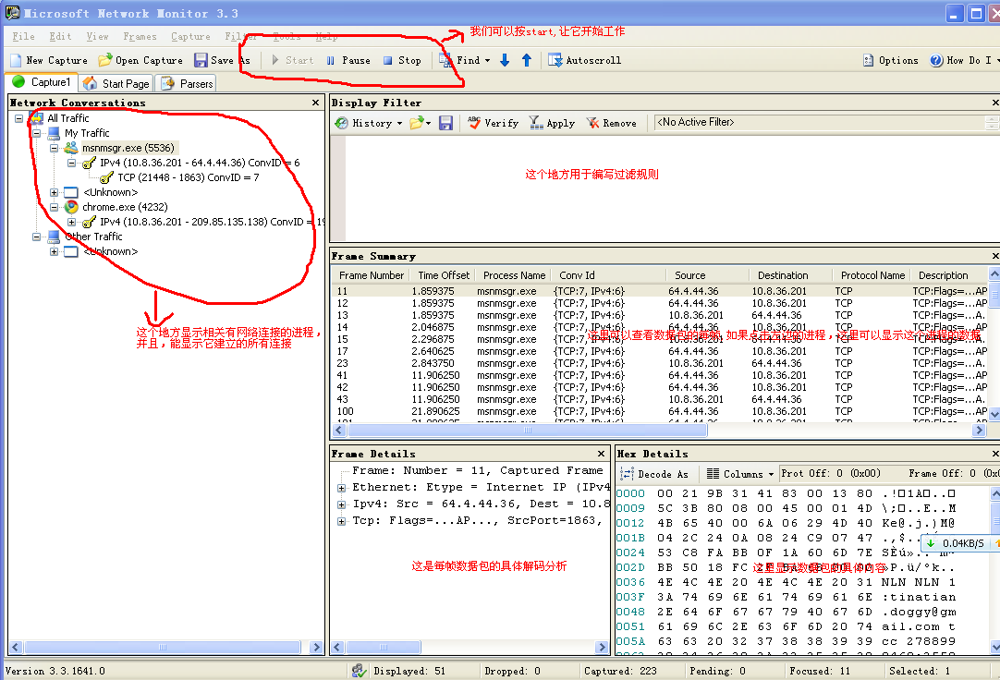 Microsoft Network Monitor 3.3
File Edit View Frames Capture Filter Tools Help
我们可以按start,让它开始工作
New Capture Open Capture Save As Start Pause Stop Find Autoscroll Options How Do I
Capture1 Start Page Parsers
Network Conversations
All Traffic
My Traffic
msnmsgr.exe (5536)
IPv4 (10.8.36.201 - 64.4.44.36) ConvID = 6
TCP (21448 - 1863) ConvID = 7
<Unknown>
chrome.exe (4232)
IPv4 (10.8.36.201 - 209.85.135.138) ConvID = 19
Other Traffic
<Unknown>
这个地方显示相关有网络连接的进程，
并且，能显示它建立的所有连接
Display Filter
History Verify Apply Remove <No Active Filter>
这个地方用于编写过滤规则
Frame Summary
Frame Number Time Offset Process Name Conv Id Source Destination Protocol Name Description
11 1.859375 msnmsgr.exe {TCP:7, IPv4:6} 64.4.44.36 10.8.36.201 TCP TCP:Flags=...AP
12 1.859375 msnmsgr.exe {TCP:7, IPv4:6} 64.4.44.36 10.8.36.201 TCP TCP:Flags=...AP
13 1.859375 msnmsgr.exe {TCP:7, IPv4:6} 10.8.36.201 64.4.44.36 TCP TCP:Flags=...A.
14 2.046875 msnmsgr.exe {TCP:7, IPv4:6} 64.4.44.36 10.8.36.201 TCP TCP:Flags=...AP
这里可以查看数据包的每帧，如果点击左边的进程，这里可以显示这个进程的数据
15 2.296875 msnmsgr.exe {TCP:7, IPv4:6} TCP
17 2.640625 msnmsgr.exe {TCP:7, IPv4:6} 64.4.44.36 10.8.36.201 TCP TCP:Flags=...AP
23 2.843750 msnmsgr.exe {TCP:7, IPv4:6} 10.8.36.201 64.4.44.36 TCP TCP:Flags=...A.
41 11.906250 msnmsgr.exe {TCP:7, IPv4:6} 64.4.44.36 10.8.36.201 TCP TCP:Flags=...AP
42 11.906250 msnmsgr.exe {TCP:7, IPv4:6} 64.4.44.36 10.8.36.201 TCP TCP:Flags=...AP
43 11.906250 msnmsgr.exe {TCP:7, IPv4:6} 10.8.36.201 64.4.44.36 TCP TCP:Flags=...A.
100 21.890625 msnmsgr.exe {TCP:7, IPv4:6} 64.4.44.36 10.8.36.201 TCP TCP:Flags=...AP
Frame Details
Frame: Number = 11, Captured Frame
Ethernet: Etype = Internet IP (IPv4
Ipv4: Src = 64.4.44.36, Dest = 10.8
Tcp: Flags=...AP..., SrcPort=1863,
这是每帧数据包的具体解码分析
Hex Details
Decode As Columns Prot Off: 0 (0x00) Frame Off: 0 (0x0
0000 00 21 9B 31 41 83 00 13 80
0009 5C 3B 80 08 00 45 00 01 4D \;..E..M
0012 4B 65 40 00 6A 06 29 4D 40 Ke@.j.)M@
001B 04 2C 24 0A 08 24 C9 07 47
0024 53 C8 FA BB 0F 1A 60 6D 7E
0.04KB/S
002D BB 50 18 FC »P.ü/°k..
这里显示数据包的具体内容
0036 4E 4C 4E 20 4E 4C 4E 20 31 NLN NLN 1
003F 3A 74 69 6E 61 74 69 61 6E :tinatian
0048 2E 64 6F 67 67 79 40 67 6D .doggy@gm
0051 61 69 6C 2E 63 6F 6D 20 74 ail.com t
005A 63 63 20 32 37 38 38 39 39 cc 278899
Version 3.3.1641.0 Displayed: 51 Dropped: 0 Captured: 223 Pending: 0 Focused: 11 Selected: 1